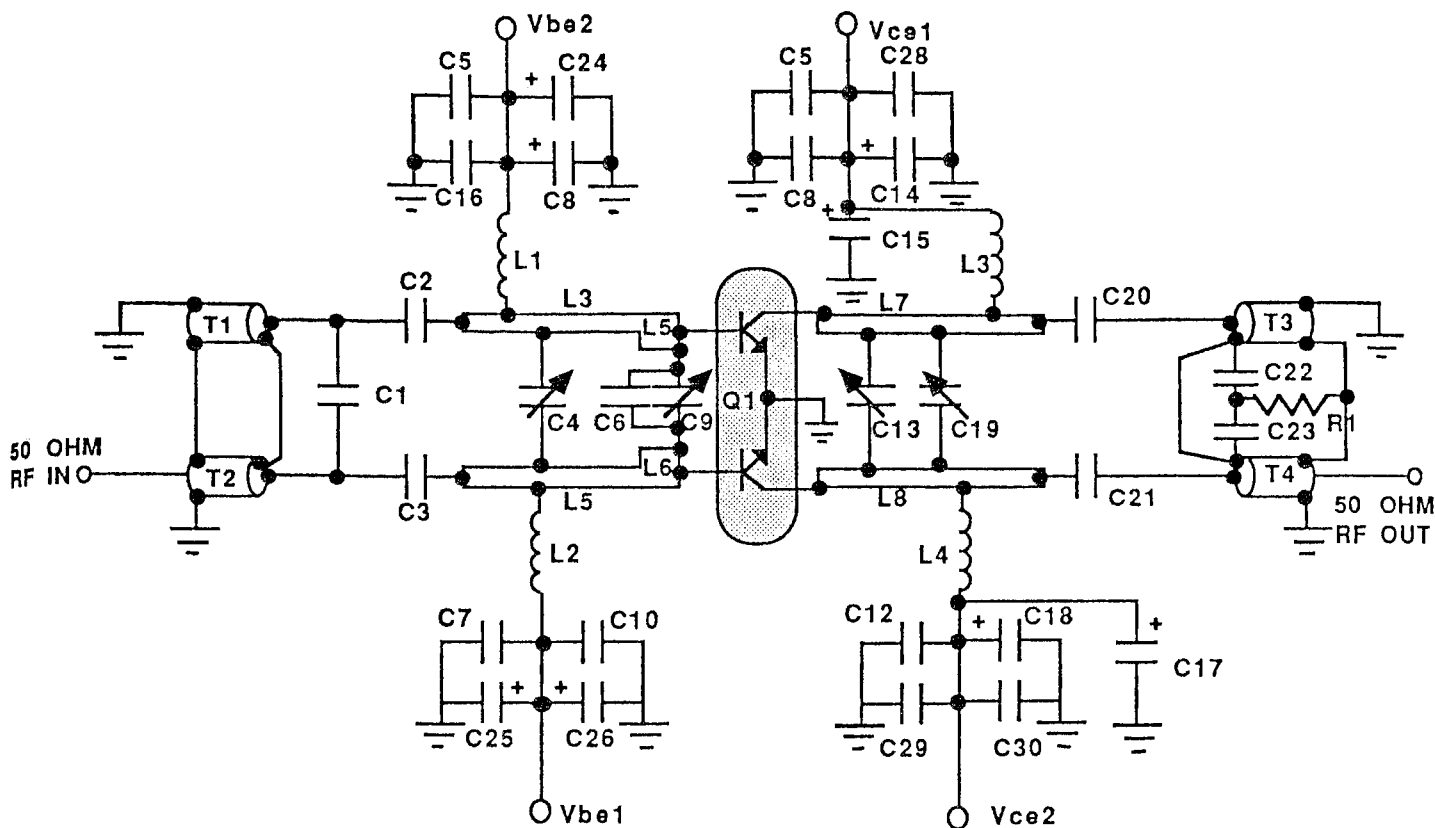 Vbe2
Vce1
C5
C24
C5
C28
+
+
+
C16
C8
C8
C14
+
C15
L1
L3
C2
L3
L7
C20
T1
L5
T3
C1
C4
C6
C9
Q1
C13
C19
C22
R1
C23
50 OHM
RF IN
T2
L6
T4
C3
L5
L8
C21
50 OHM
RF OUT
L2
L4
C7
C10
C12
+
C18
+
C17
+
+
C25
C26
C29
C30
Vbe1
Vce2